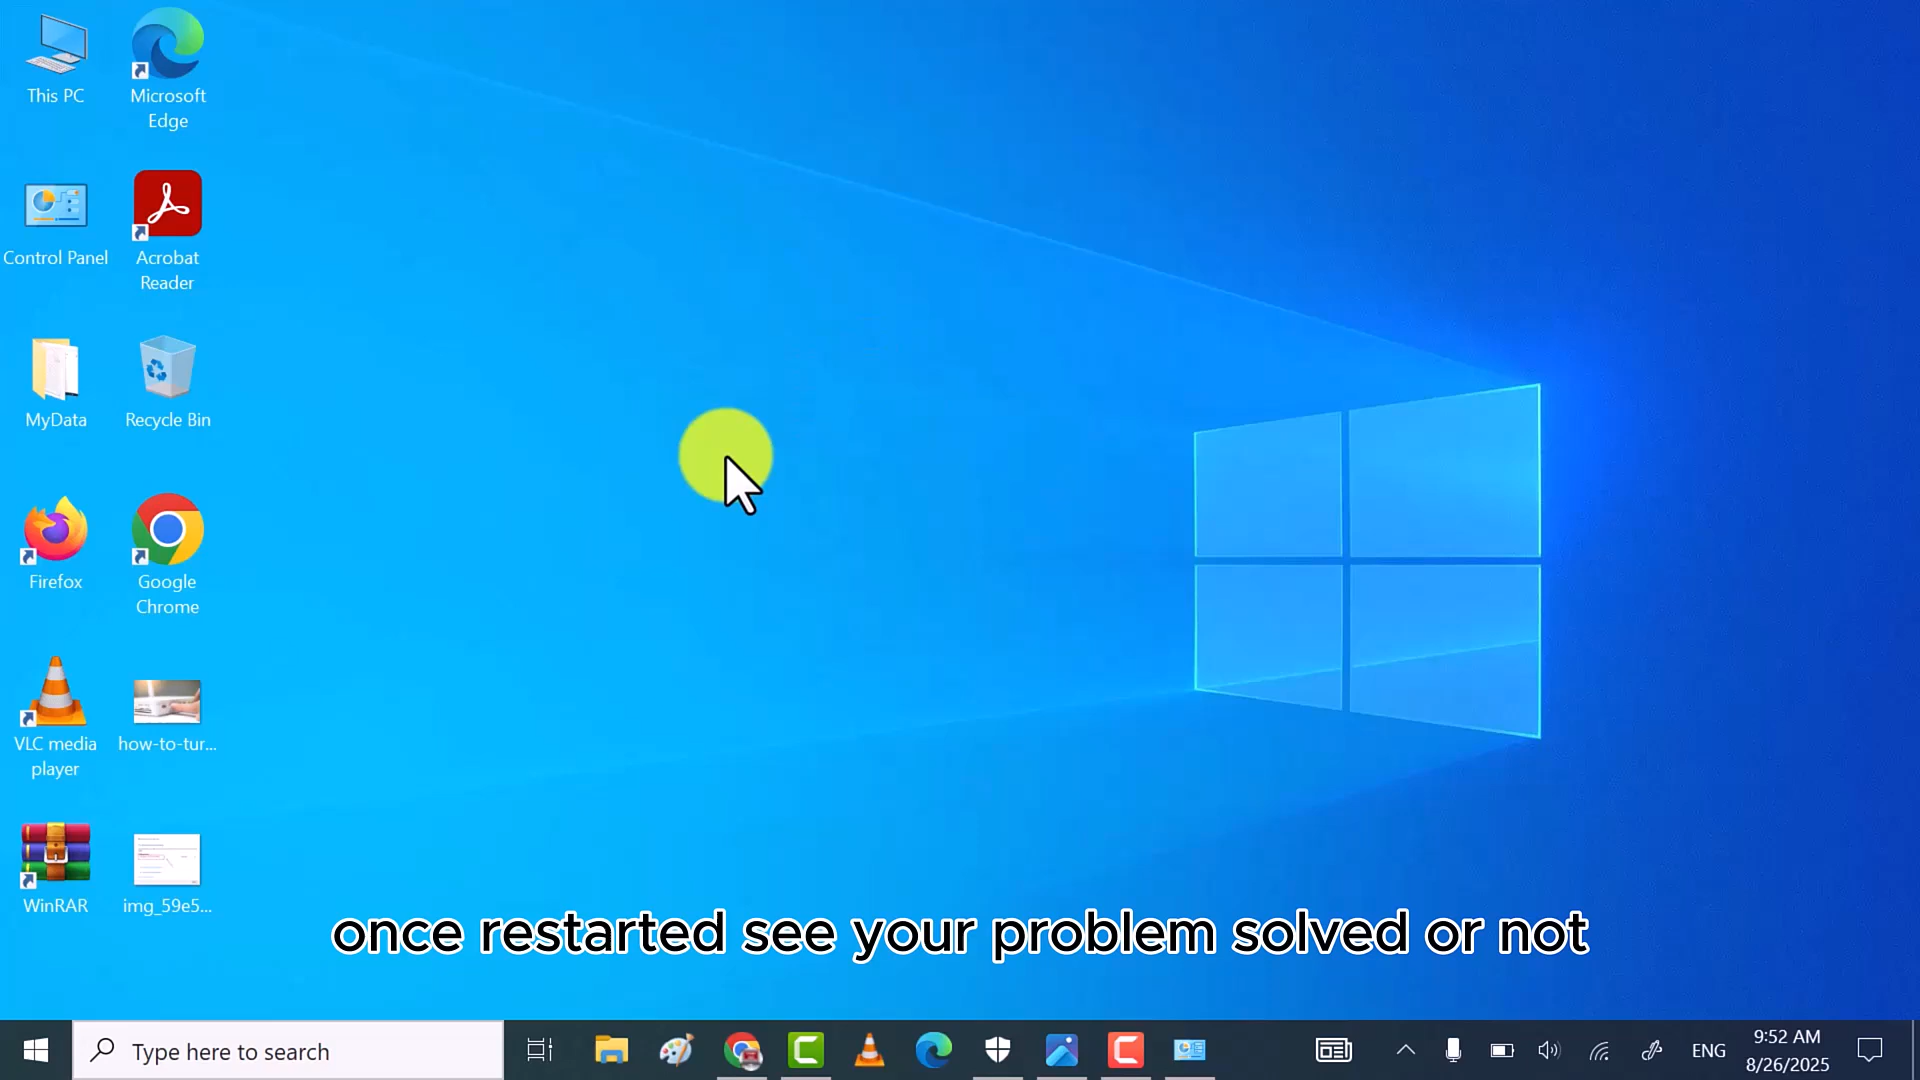 This PC
Microsoft
Edge
Control Panel
Acrobat
Reader
MyData
Recycle Bin
Firefox
Google
Chrome
VLC media
player
how-to-tur...
WinRAR
img_59e5...
once restarted see your problem solved or not
Type here to search
ENG
9:52 AM
8/26/2025